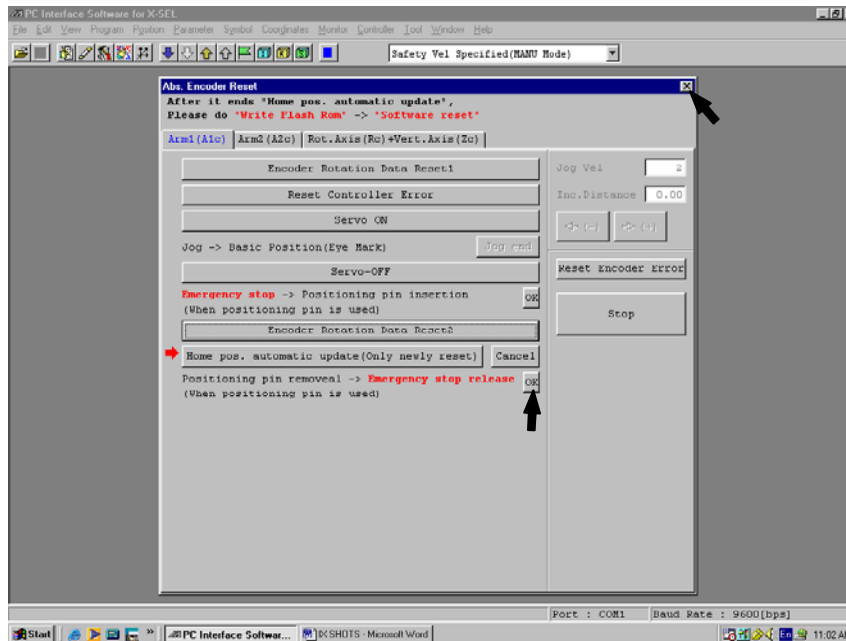 PC Interface Software for X-SEL
File Edit View Program Position Parameter Symbol Coordinates Monitor Controller Tool Window Help
Safety Vel Specified(MANU Mode)
Abs. Encoder Reset
After it ends "Home pos. automatic update",
Please do "Write Flash Rom" -> "Software reset"
Arm1(A1c) Arm2(A2c) Rot.Axis(Rc)+Vert.Axis(Zc)
Encoder Rotation Data Reset1
Jog Vel 2
Reset Controller Error
Inc.Distance 0.00
Servo ON
(-) (+)
Jog -> Basic Position(Eye Mark) Jog end
Servo-OFF
Reset Encoder Error
Emergency stop -> Positioning pin insertion OK
(When positioning pin is used)
Stop
Encoder Rotation Data Reset2
Home pos. automatic update(Only newly reset) Cancel
Positioning pin removeal -> Emergency stop release OK
(When positioning pin is used)
Port : COM1 Baud Rate : 9600[bps]
Start » PC Interface Softwar... SHOTS - Microsoft Word En 11:02 A